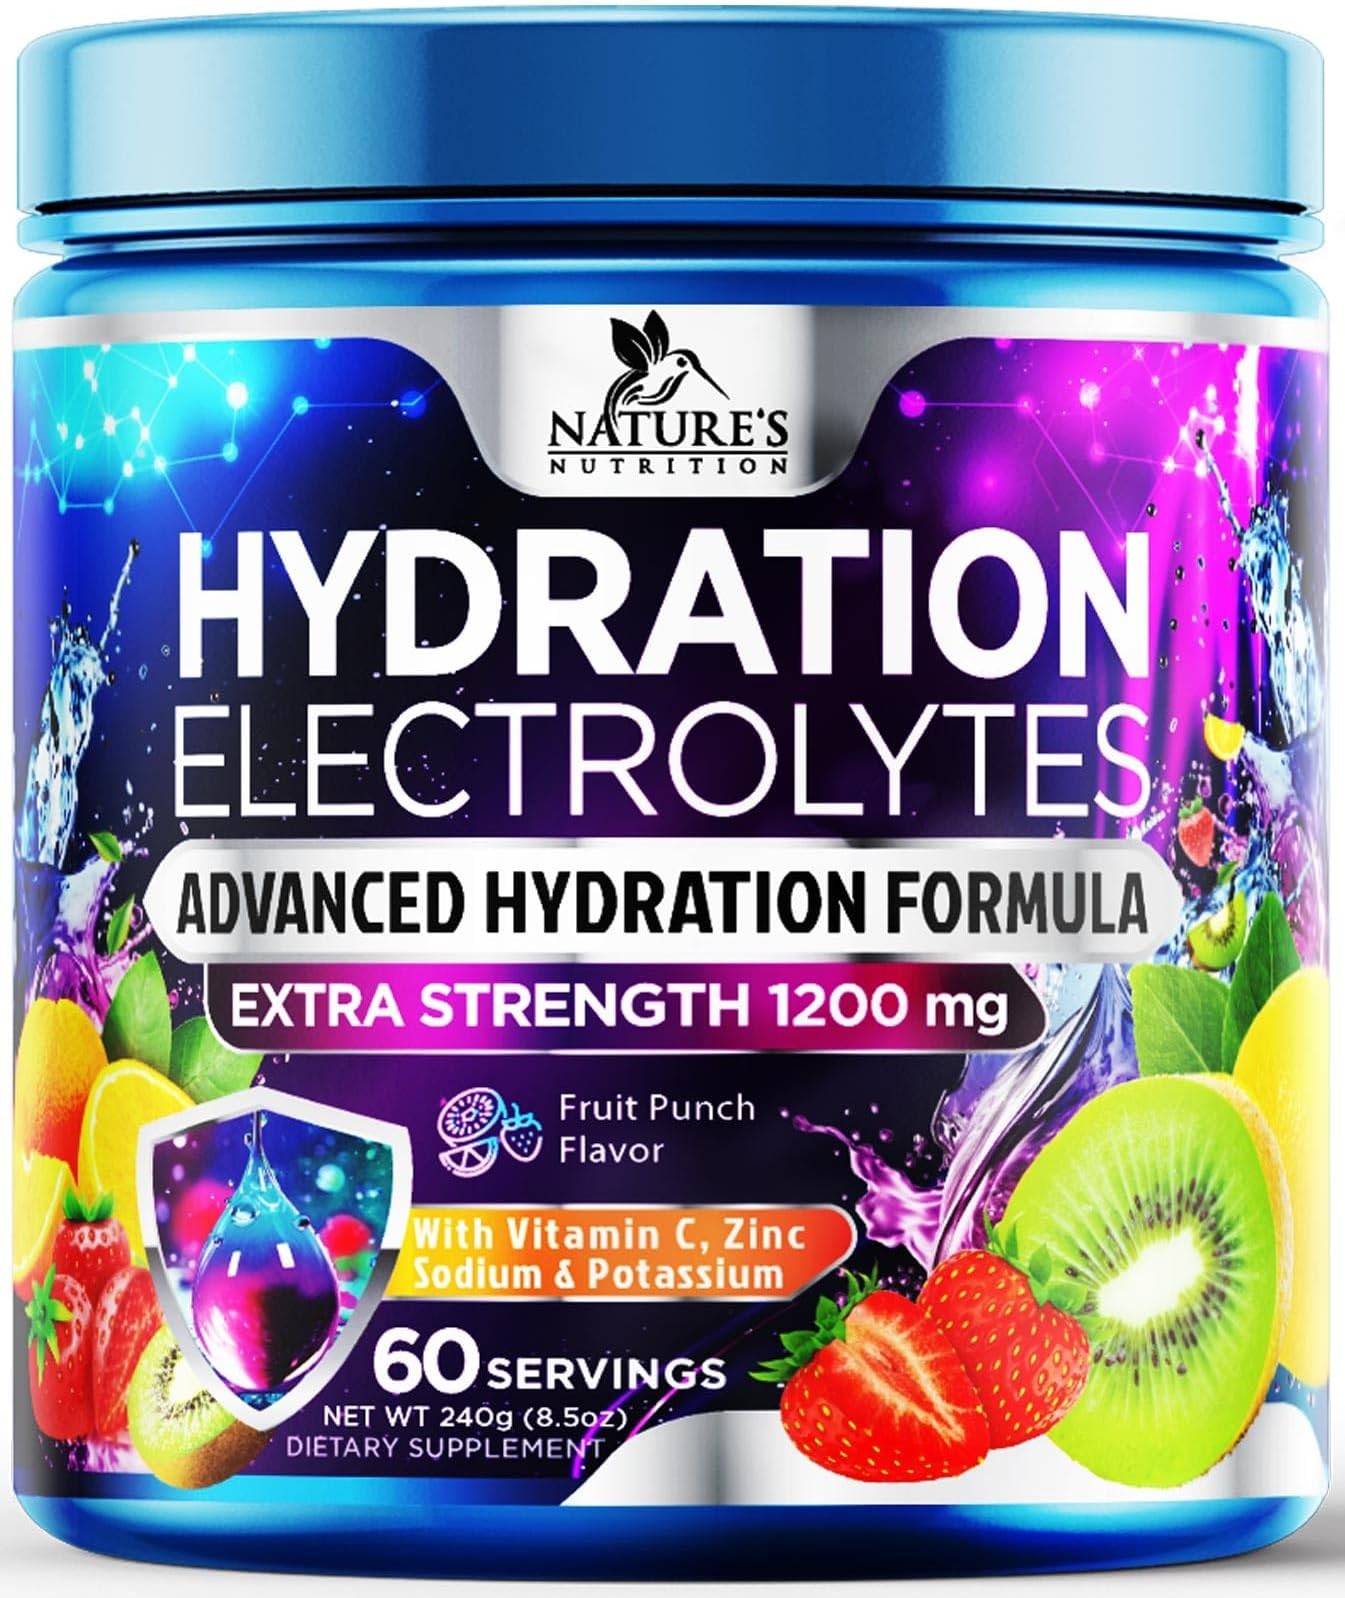 NATURE'S
NUTRITION
HYDRATION
ELECTROLYTES
ADVANCED HYDRATION FORMULA
EXTRA STRENGTH 1200 mg
Fruit Punch
Flavor
With Vitamin C, Zinc
Sodium & Potassium
60 SERVINGS
NET WT 240g (8.5oz)
DIETARY SUPPLEMENT